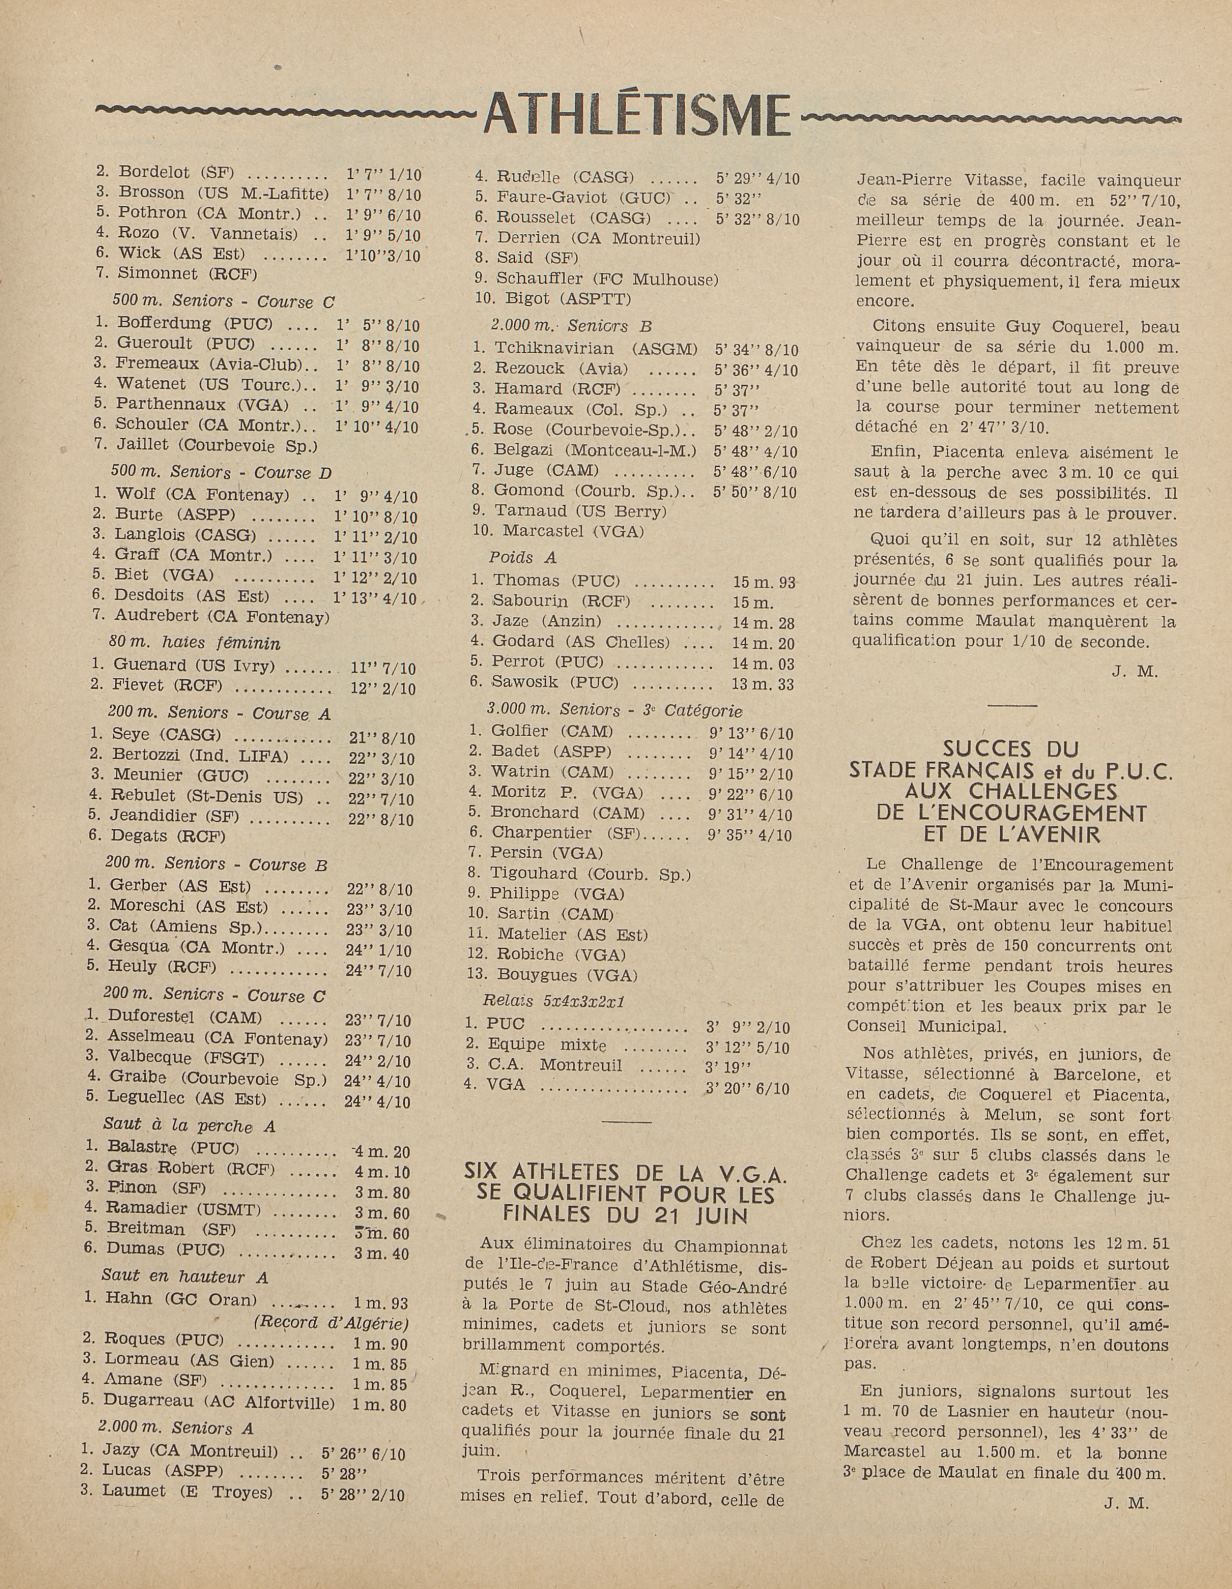 ATHLÉTISME
2. Bordelot (SF) .......... 1' 7'' 1/10
3. Brosson (US M.-Lafitte) 1' 7'' 8/10
5. Pothron (CA Montr.) .. 1' 9'' 6/10
4. Rozo (V. Vannetais) .. 1' 9'' 5/10
6. Wick (AS Est) ........ 1'10''3/10
7. Simonnet (RCF)
500 m. Seniors - Course C
1. Bofferdung (PUC) .... 1' 5'' 8/10
2. Gueroult (PUC) ...... 1' 8'' 8/10
3. Fremeaux (Avia-Club).. 1' 8'' 8/10
4. Watenet (US Tourc.).. 1' 9'' 3/10
5. Parthennaux (VGA) .. 1' 9'' 4/10
6. Schouler (CA Montr.).. 1' 10'' 4/10
7. Jaillet (Courbevoie Sp.)
500 m. Seniors - Course D
1. Wolf (CA Fontenay) .. 1' 9'' 4/10
2. Burte (ASPP) ........ 1' 10'' 8/10
3. Langlois (CASG) ...... 1' 11'' 2/10
4. Graff (CA Montr.) .... 1' 11'' 3/10
5. Biet (VGA) .......... 1' 12'' 2/10
6. Desdoits (AS Est) .... 1' 13'' 4/10
7. Audrebert (CA Fontenay)
80 m. haies féminin
1. Guenard (US Ivry) ...... 11'' 7/10
2. Fievet (RCF) ............ 12'' 2/10
200 m. Seniors - Course A
1. Seye (CASG) ............ 21'' 8/10
2. Bertozzi (Ind. LIFA) .... 22'' 3/10
3. Meunier (GUC) ........ 22'' 3/10
4. Rebulet (St-Denis US) .. 22'' 7/10
5. Jeandidier (SF) .......... 22'' 8/10
6. Degats (RCF)
200 m. Seniors - Course B
1. Gerber (AS Est) ........ 22'' 8/10
2. Moreschi (AS Est) ...... 23'' 3/10
3. Cat (Amiens Sp.)........ 23'' 3/10
4. Gesqua (CA Montr.) .... 24'' 1/10
5. Heuly (RCF) ............ 24'' 7/10
200 m. Seniors - Course C
1. Duforestel (CAM) ...... 23'' 7/10
2. Asselmeau (CA Fontenay) 23'' 7/10
3. Valbecque (FSGT) ...... 24'' 2/10
4. Graibe (Courbevoie Sp.) 24'' 4/10
5. Leguellec (AS Est) ...... 24'' 4/10
Saut à la perche A
1. Balastre (PUC) .......... 4 m. 20
2. Gras Robert (RCF) ...... 4 m. 10
3. Pinon (SF) .............. 3 m. 80
4. Ramadier (USMT) ........ 3 m. 60
5. Breitman (SF) .......... 3 m. 60
6. Dumas (PUC) ............ 3 m. 40
Saut en hauteur A
1. Hahn (GC Oran) ........ 1 m. 93
(Record d'Algérie)
2. Roques (PUC) ............ 1 m. 90
3. Lormeau (AS Gien) ...... 1 m. 85
4. Amane (SF) .............. 1 m. 85
5. Dugarreau (AC Alfortville) 1 m. 80
2.000 m. Seniors A
1. Jazy (CA Montreuil) .. 5' 26'' 6/10
2. Lucas (ASPP) ........ 5' 28''
3. Laumet (E Troyes) .. 5' 28'' 2/10
4. Rudelle (CASG) ...... 5' 29'' 4/10
5. Faure-Gaviot (GUC) .. 5' 32''
6. Rousselet (CASG) .... 5' 32'' 8/10
7. Derrien (CA Montreuil)
8. Said (SF)
9. Schauffler (FC Mulhouse)
10. Bigot (ASPTT)
2.000 m. Seniors B
1. Tchiknavirian (ASGM) 5' 34'' 8/10
2. Rezouck (Avia) ...... 5' 36'' 4/10
3. Hamard (RCF) ........ 5' 37''
4. Rameaux (Col. Sp.) .. 5' 37''
5. Rose (Courbevoie-Sp.).. 5' 48'' 2/10
6. Belgazi (Montceau-l-M.) 5' 48'' 4/10
7. Juge (CAM) .......... 5' 48'' 6/10
8. Gomond (Courb. Sp.).. 5' 50'' 8/10
9. Tarnaud (US Berry)
10. Marcastel (VGA)
Poids A
1. Thomas (PUC) .......... 15 m. 93
2. Sabourin (RCF) ........ 15 m.
3. Jaze (Anzin) ............ 14 m. 28
4. Godard (AS Chelles) .... 14 m. 20
5. Perrot (PUC) ............ 14 m. 03
6. Sawosik (PUC) .......... 13 m. 33
3.000 m. Seniors - 3e Catégorie
1. Golfier (CAM) ........ 9' 13'' 6/10
2. Badet (ASPP) ........ 9' 14'' 4/10
3. Watrin (CAM) ........ 9' 15'' 2/10
4. Moritz P. (VGA) .... 9' 22'' 6/10
5. Bronchard (CAM) .... 9' 31'' 4/10
6. Charpentier (SF)...... 9' 35'' 4/10
7. Persin (VGA)
8. Tigouhard (Courb. Sp.)
9. Philippe (VGA)
10. Sartin (CAM)
11. Matelier (AS Est)
12. Robiche (VGA)
13. Bouygues (VGA)
Relais 5x4x3x2x1
1. PUC .................. 3' 9'' 2/10
2. Equipe mixte ........ 3' 12'' 5/10
3. C.A. Montreuil ...... 3' 19''
4. VGA .................. 3' 20'' 6/10
SIX ATHLETES DE LA V.G.A.
SE QUALIFIENT POUR LES
FINALES DU 21 JUIN
Aux éliminatoires du Championnat
de l'Ile-de-France d'Athlétisme, dis-
putés le 7 juin au Stade Géo-André
à la Porte de St-Cloud, nos athlètes
minimes, cadets et juniors se sont
brillamment comportés.
Mignard en minimes, Piacenta, Dé-
jean R., Coquerel, Leparmentier en
cadets et Vitasse en juniors se sont
qualifiés pour la journée finale du 21
juin.
Trois performances méritent d'être
mises en relief. Tout d'abord, celle de
Jean-Pierre Vitasse, facile vainqueur
de sa série de 400 m. en 52'' 7/10,
meilleur temps de la journée. Jean-
Pierre est en progrès constant et le
jour où il courra décontracté, mora-
lement et physiquement, il fera mieux
encore.
Citons ensuite Guy Coquerel, beau
vainqueur de sa série du 1.000 m.
En tête dès le départ, il fit preuve
d'une belle autorité tout au long de
la course pour terminer nettement
détaché en 2' 47'' 3/10.
Enfin, Piacenta enleva aisément le
saut à la perche avec 3 m. 10 ce qui
est en-dessous de ses possibilités. Il
ne tardera d'ailleurs pas à le prouver.
Quoi qu'il en soit, sur 12 athlètes
présentés, 6 se sont qualifiés pour la
journée du 21 juin. Les autres réali-
sèrent de bonnes performances et cer-
tains comme Maulat manquèrent la
qualification pour 1/10 de seconde.
J. M.
SUCCES DU
STADE FRANÇAIS et du P.U.C.
AUX CHALLENGES
DE L'ENCOURAGEMENT
ET DE L'AVENIR
Le Challenge de l'Encouragement
et de l'Avenir organisés par la Muni-
cipalité de St-Maur avec le concours
de la VGA, ont obtenu leur habituel
succès et près de 150 concurrents ont
bataillé ferme pendant trois heures
pour s'attribuer les Coupes mises en
compétition et les beaux prix par le
Conseil Municipal.
Nos athlètes, privés, en juniors, de
Vitasse, sélectionné à Barcelone, et
en cadets, de Coquerel et Piacenta,
sélectionnés à Melun, se sont fort
bien comportés. Ils se sont, en effet,
classés 3e sur 5 clubs classés dans le
Challenge cadets et 3e également sur
7 clubs classés dans le Challenge ju-
niors.
Chez les cadets, notons les 12 m. 51
de Robert Déjean au poids et surtout
la belle victoire de Leparmentier au
1.000 m. en 2' 45'' 7/10, ce qui cons-
titue son record personnel, qu'il amé-
liorera avant longtemps, n'en doutons
pas.
En juniors, signalons surtout les
1 m. 70 de Lasnier en hauteur (nou-
veau record personnel), les 4' 33'' de
Marcastel au 1.500 m. et la bonne
3e place de Maulat en finale du 400 m.
J. M.